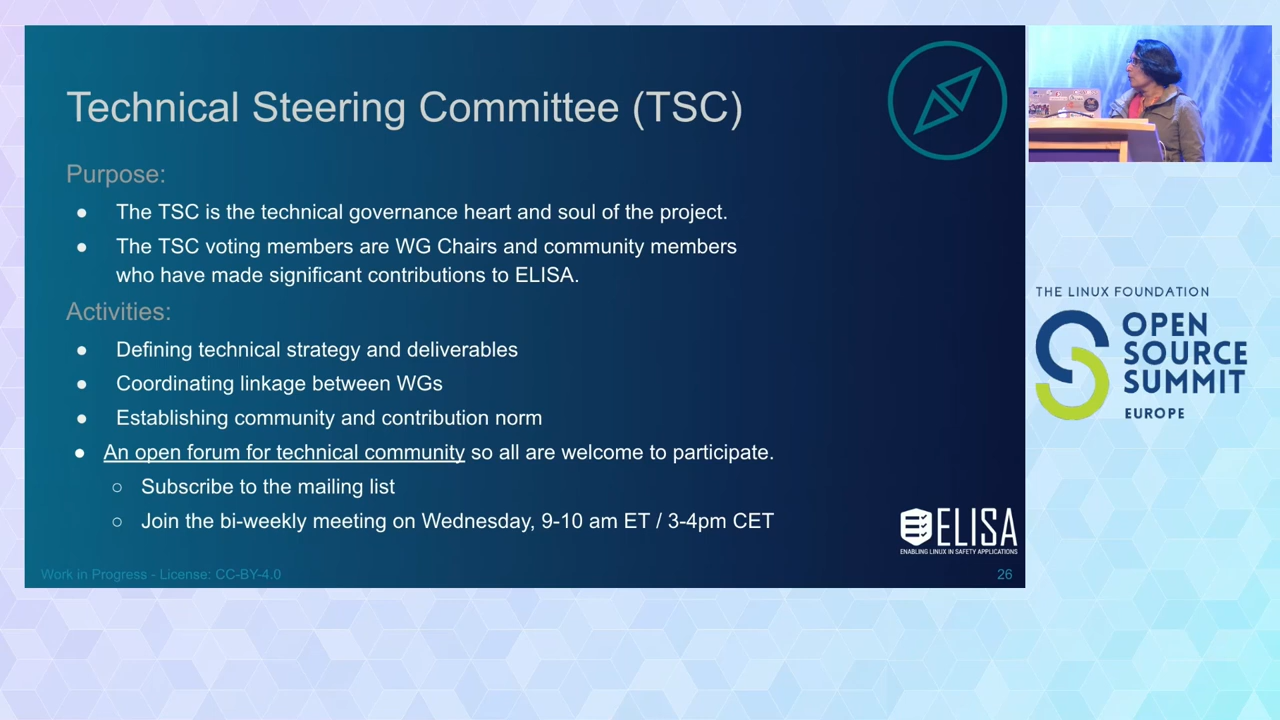 Technical Steering Committee (TSC)
Purpose:
● The TSC is the technical governance heart and soul of the project.
● The TSC voting members are WG Chairs and community members
who have made significant contributions to ELISA.
Activities:
● Defining technical strategy and deliverables
● Coordinating linkage between WGs
● Establishing community and contribution norm
● An open forum for technical community so all are welcome to participate.
○ Subscribe to the mailing list
○ Join the bi-weekly meeting on Wednesday, 9-10 am ET / 3-4pm CET
ELISA
ENABLING LINUX IN SAFETY APPLICATIONS
Work in Progress - License: CC-BY-4.0
26
THE LINUX FOUNDATION
OPEN
SOURCE
SUMMIT
EUROPE